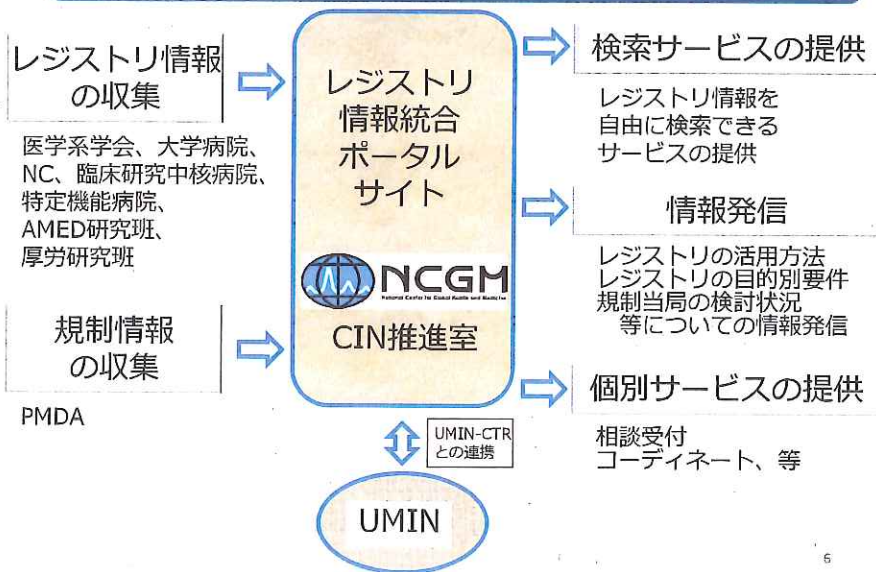 レジストリ情報
の収集
医学系学会、大学病院、
NC、臨床研究中核病院、
特定機能病院、
AMED研究班、
厚労研究班
規制情報
の収集
PMDA
レジストリ
情報統合
ポータル
サイト
NCGM
National Center for Global Health and Medicine
CIN推進室
UMIN-CTR
との連携
UMIN
検索サービスの提供
レジストリ情報を
自由に検索できる
サービスの提供
情報発信
レジストリの活用方法
レジストリの目的別要件
規制当局の検討状況
等についての情報発信
個別サービスの提供
相談受付
コーディネート、等
6